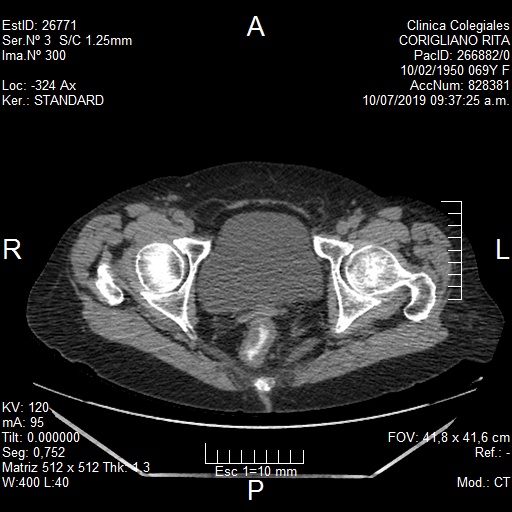 EstID: 26771
Ser.Nº 3 S/C 1.25mm
Ima.Nº 300
Loc: -324 Ax
Ker.: STANDARD
A
Clinica Colegiales
CORIGLIANO RITA
PacID: 266882/0
10/02/1950 069Y F
AccNum: 828381
10/07/2019 09:37:25 a.m.
R
L
KV: 120
mA: 95
Tilt: 0.000000
Seg: 0,752
Matriz 512 x 512 Thk: 1.3
W:400 L:40
Esc 1=10 mm
P
FOV: 41,8 x 41,6 cm
Ref.: -
Mod.: CT